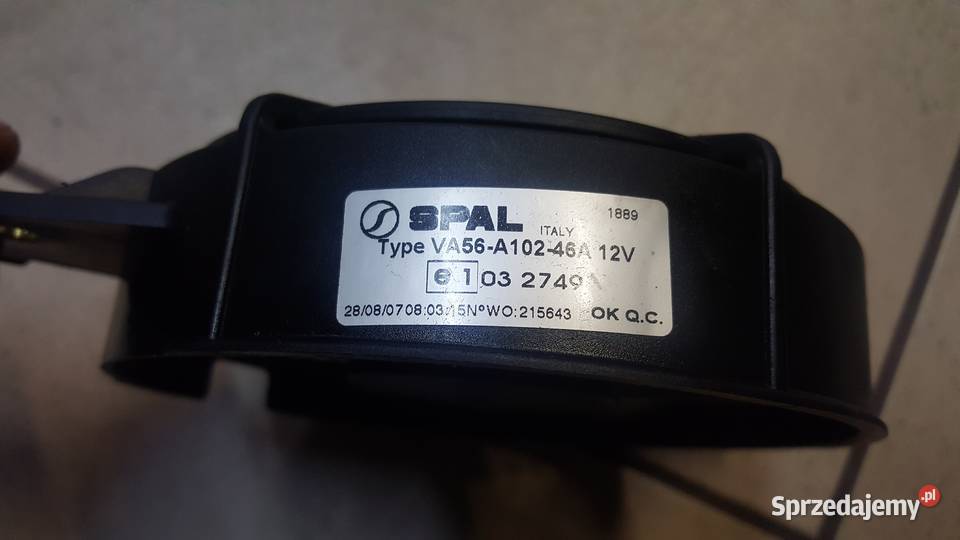 SPAL ITALY 1889
Type VA56-A102-46A 12V
e1 03 2749
28/08/07 08:03:15 N°WO:215643 OK Q.C.
Sprzedajemy.pl